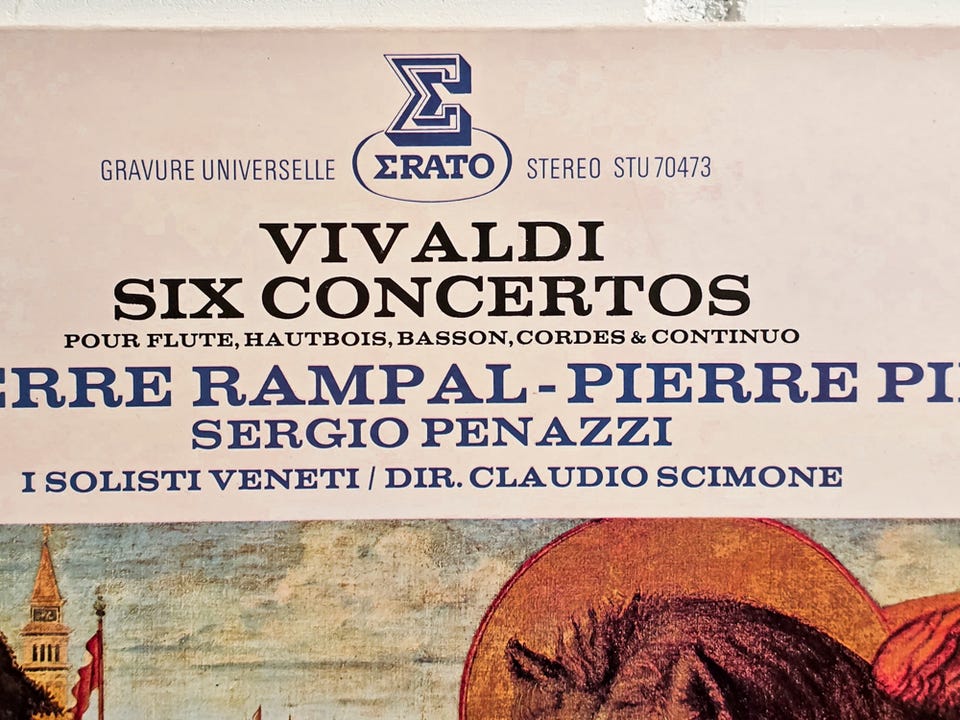 GRAVURE UNIVERSELLE ΣRATO STEREO STU 70473
VIVALDI
SIX CONCERTOS
POUR FLUTE, HAUTBOIS, BASSON, CORDES & CONTINUO
RAMPAL - PIERRE
SERGIO PENAZZI
I SOLISTI VENETI / DIR. CLAUDIO SCIMONE